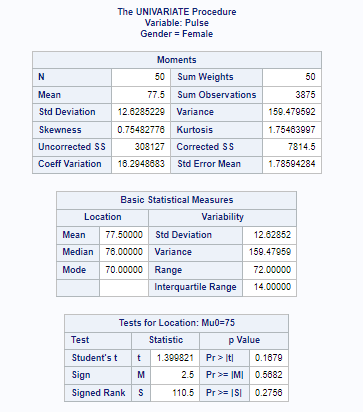 The UNIVARIATE Procedure
Variable: Pulse
Gender = Female
Moments
N 50 Sum Weights 50
Mean 77.5 Sum Observations 3875
Std Deviation 12.6285229 Variance 159.479592
Skewness 0.75482776 Kurtosis 1.75463997
Uncorrected SS 308127 Corrected SS 7814.5
Coeff Variation 16.2948683 Std Error Mean 1.78594284
Basic Statistical Measures
Location Variability
Mean 77.50000 Std Deviation 12.62852
Median 76.00000 Variance 159.47959
Mode 70.00000 Range 72.00000
Interquartile Range 14.00000
Tests for Location: Mu0=75
Test Statistic p Value
Student's t t 1.399821 Pr > |t| 0.1679
Sign M 2.5 Pr >= |M| 0.5682
Signed Rank S 110.5 Pr >= |S| 0.2756